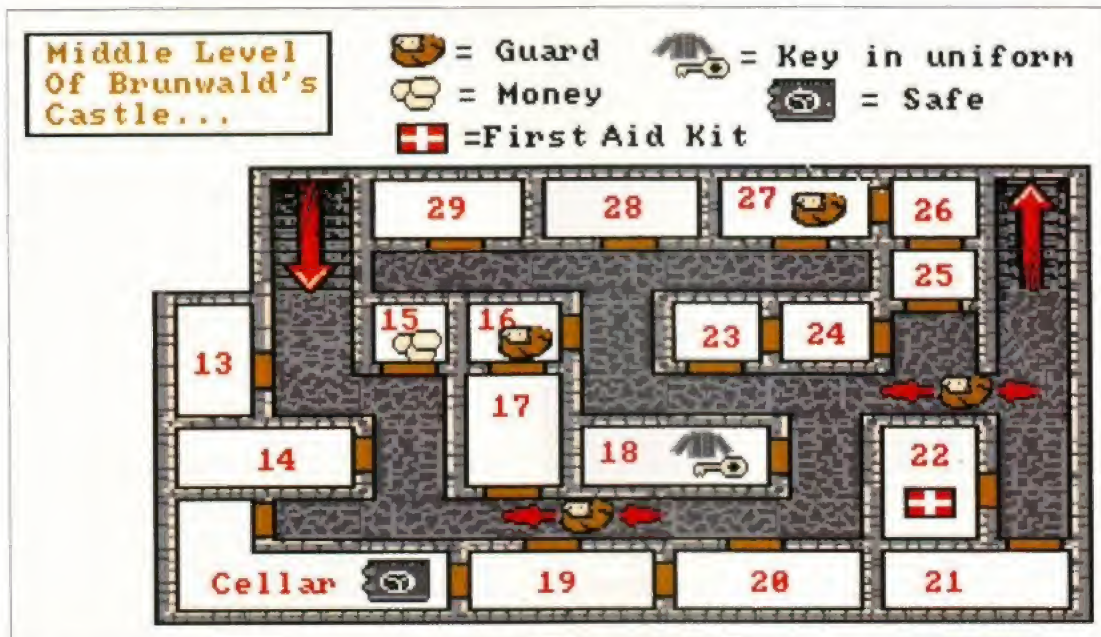 Middle Level
Of Brunwald's
Castle...
= Guard
= Key in uniform
= Money
= Safe
=First Aid Kit
29
28
27
26
25
15
16
23
24
13
17
14
18
22
Cellar
19
20
21